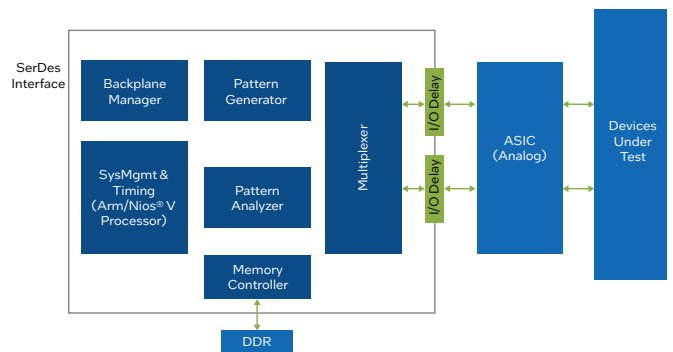 SerDes
Interface
Backplane
Manager
Pattern
Generator
SysMgmt &
Timing
(Arm/Nios® V
Processor)
Pattern
Analyzer
Memory
Controller
Multiplexer
I/O Delay
I/O Delay
ASIC
(Analog)
Devices
Under
Test
DDR